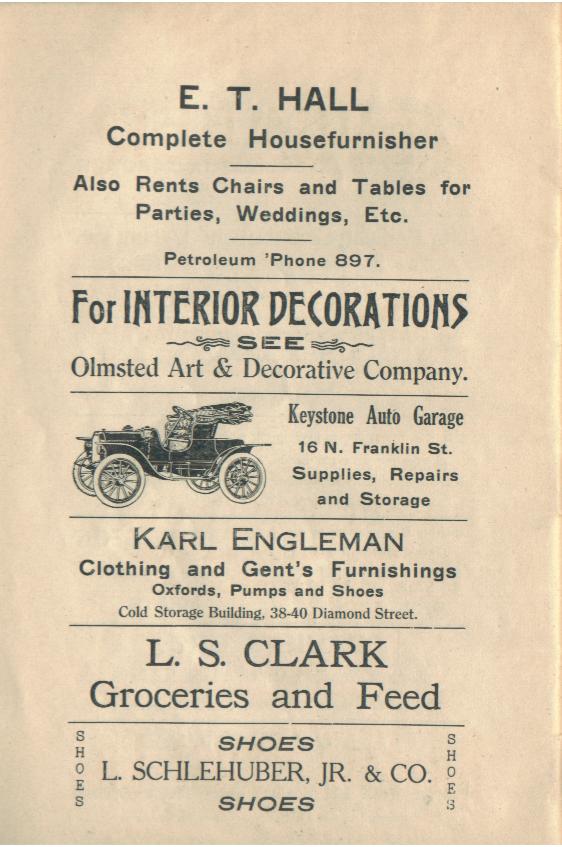 E. T. HALL
Complete Housefurnisher
Also Rents Chairs and Tables for
Parties, Weddings, Etc.
Petroleum 'Phone 897.
For INTERIOR DECORATIONS
SEE
Olmsted Art & Decorative Company.
Keystone Auto Garage
16 N. Franklin St.
Supplies, Repairs
and Storage
KARL ENGLEMAN
Clothing and Gent's Furnishings
Oxfords, Pumps and Shoes
Cold Storage Building, 38-40 Diamond Street.
L. S. CLARK
Groceries and Feed
SHOES
SHOES
L. SCHLEHUBER, JR. & CO.
SHOES
SHOES